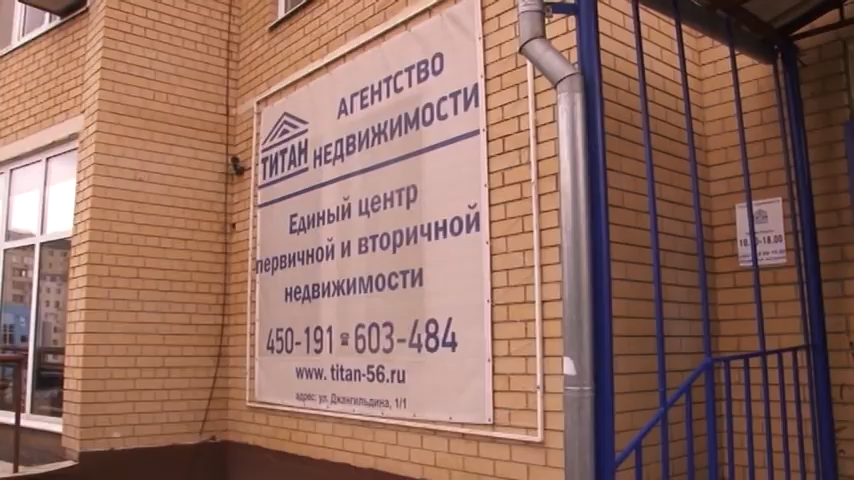 АГЕНТСТВО
НЕДВИЖИМОСТИ
ТИТАН
Единый центр
первичной и вторичной
недвижимости
450-191 ☎ 603-484
www.titan-56.ru
адрес: ул. Джангильдина, 1/1